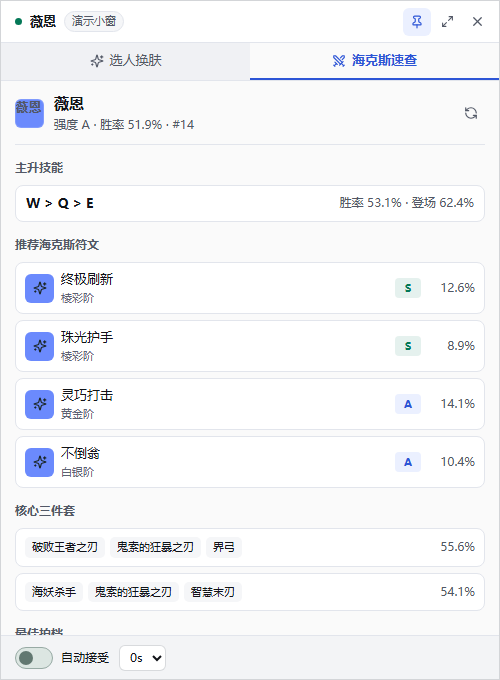 薇恩 演示小窗
选人换肤 海克斯速查
薇恩
薇恩
强度 A · 胜率 51.9% · #14
主升技能
W > Q > E 胜率 53.1% · 登场 62.4%
推荐海克斯符文
终极刷新
棱彩阶
S 12.6%
珠光护手
棱彩阶
S 8.9%
灵巧打击
黄金阶
A 14.1%
不倒翁
白银阶
A 10.4%
核心三件套
破败王者之刃 鬼索的狂暴之刃 界弓 55.6%
海妖杀手 鬼索的狂暴之刃 智慧末刃 54.1%
最佳拍档
自动接受 0s